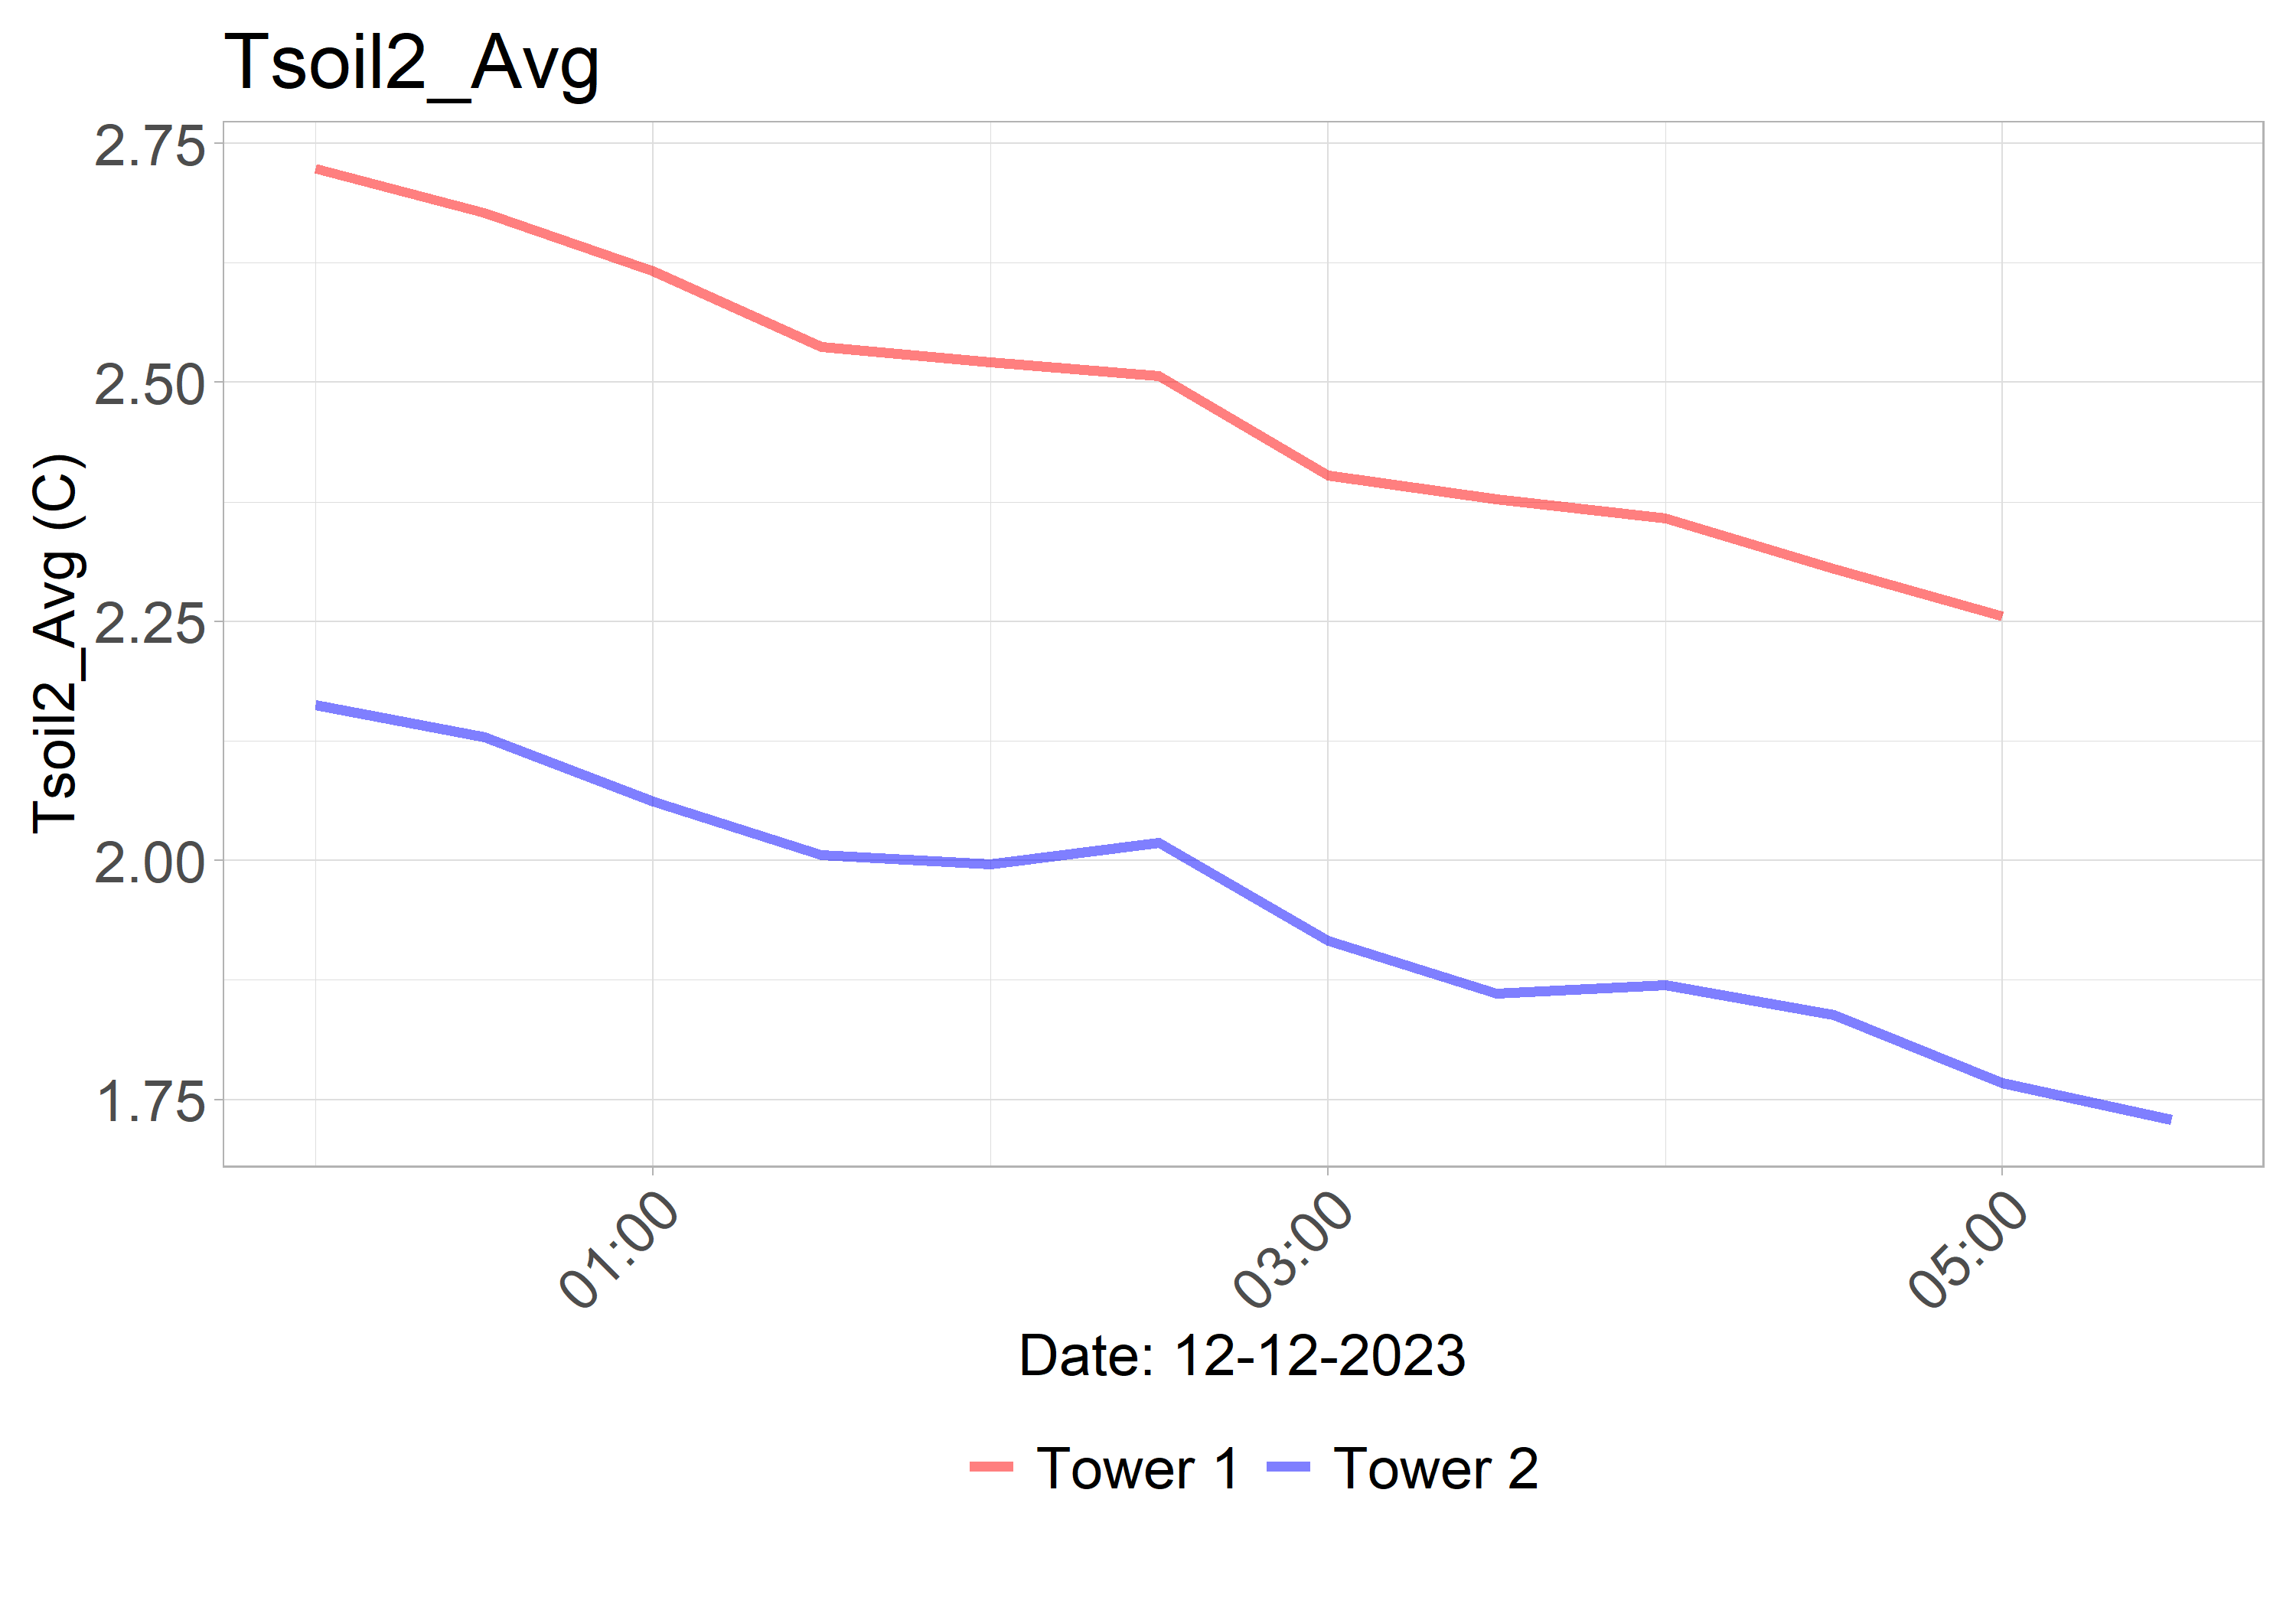 Tsoil2_Avg
Tsoil2_Avg (C)
2.75
2.50
2.25
2.00
1.75
01:00
03:00
05:00
Date: 12-12-2023
Tower 1
Tower 2